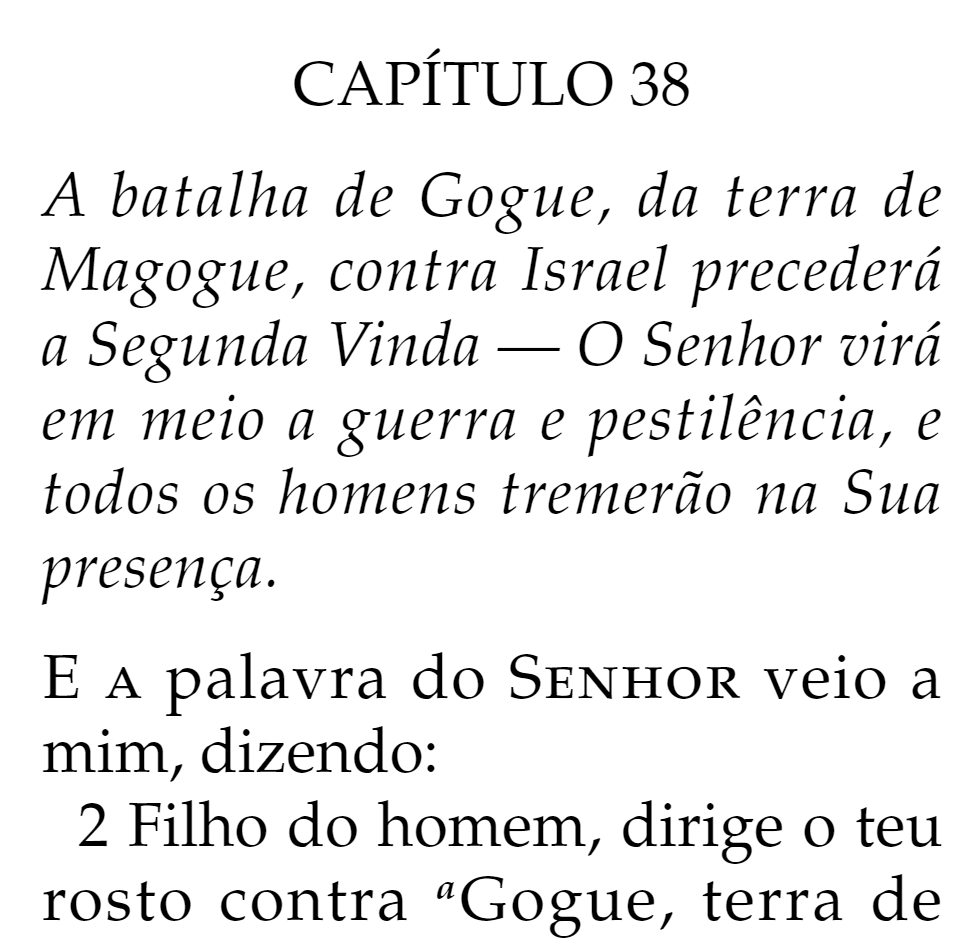 CAPÍTULO 38
A batalha de Gogue, da terra de
Magogue, contra Israel precederá
a Segunda Vinda — O Senhor virá
em meio a guerra e pestilência, e
todos os homens tremerão na Sua
presença.
E A palavra do SENHOR veio a
mim, dizendo:
2 Filho do homem, dirige o teu
rosto contra ᵃGogue, terra de